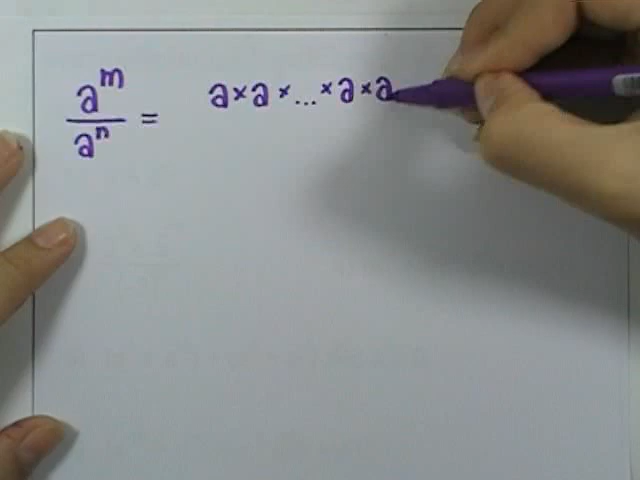 a^m/a^n = a × a × ... × a × a